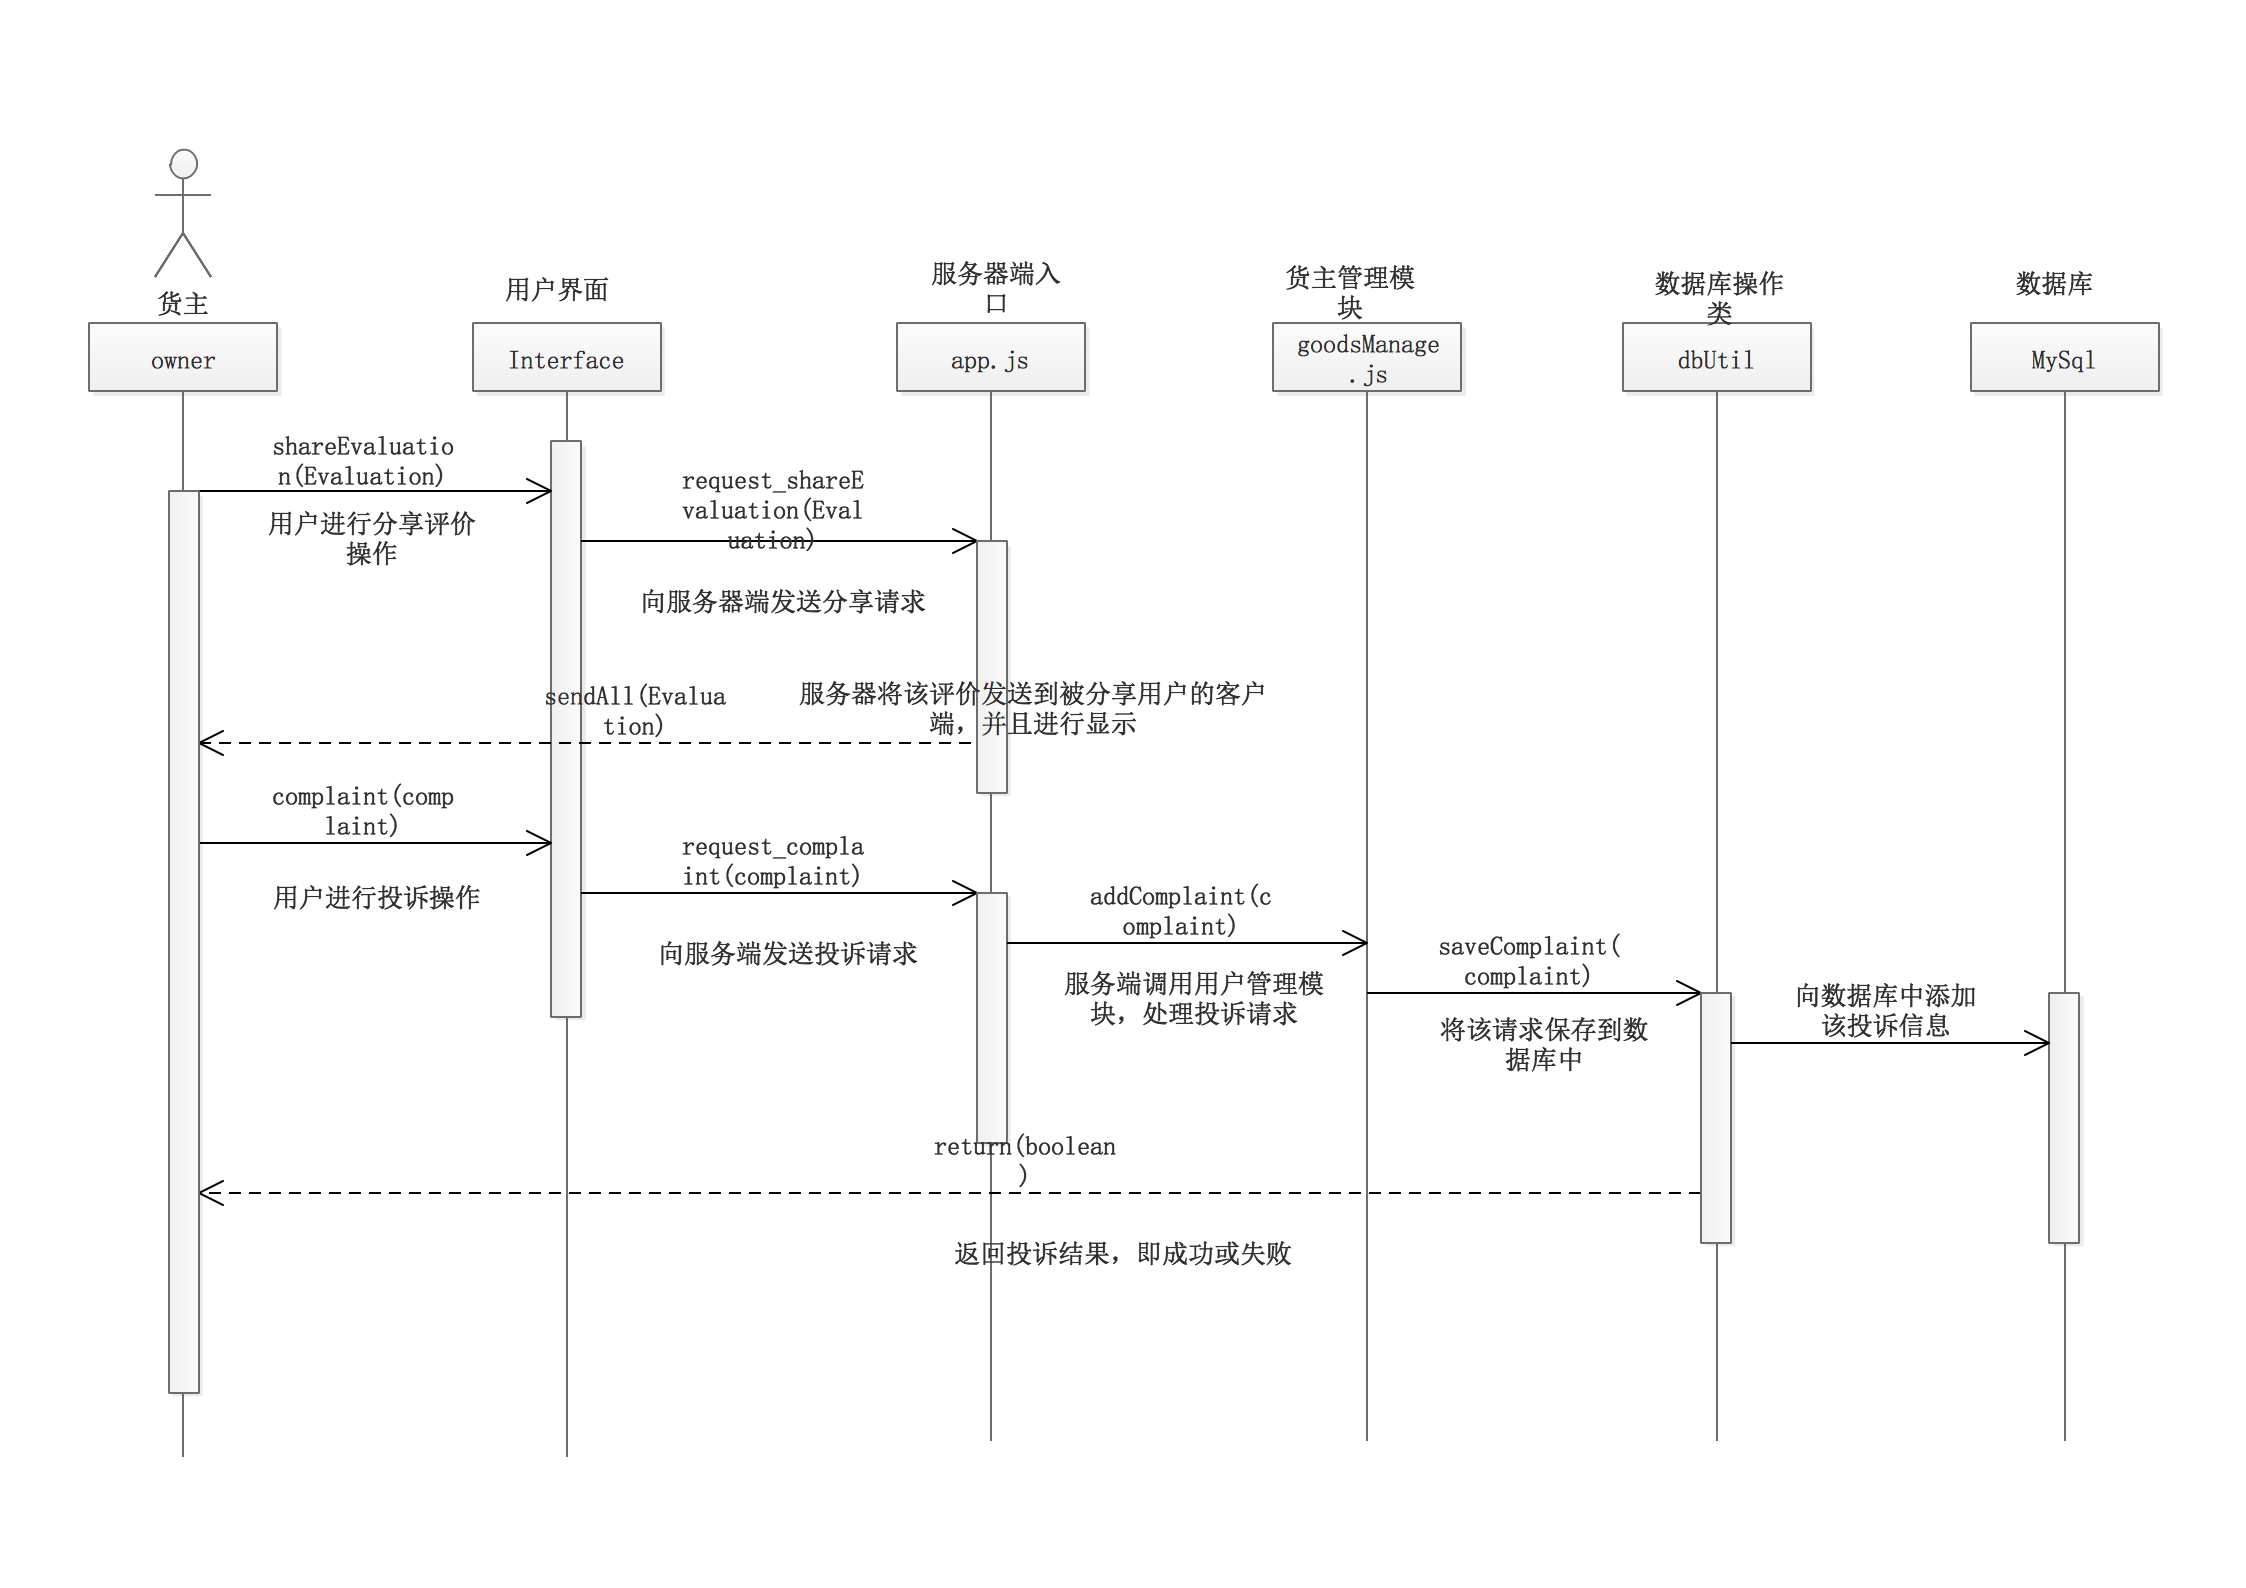 货主
用户界面
服务器端入
口
货主管理模
块
数据库操作
类
数据库
owner
Interface
app.js
goodsManage
.js
dbUtil
MySql
shareEvaluatio
n(Evaluation)
用户进行分享评价
操作
request_shareE
valuation(Eval
uation)
向服务器端发送分享请求
sendAll(Evalua
tion)
服务器将该评价发送到被分享用户的客户
端，并且进行显示
complaint(comp
laint)
用户进行投诉操作
request_compla
int(complaint)
向服务端发送投诉请求
addComplaint(c
omplaint)
服务端调用用户管理模
块，处理投诉请求
saveComplaint(
complaint)
将该请求保存到数
据库中
向数据库中添加
该投诉信息
return(boolean
)
返回投诉结果，即成功或失败